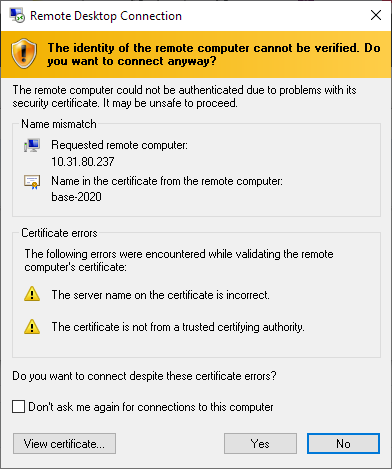 Remote Desktop Connection
The identity of the remote computer cannot be verified. Do
you want to connect anyway?
The remote computer could not be authenticated due to problems with its
security certificate. It may be unsafe to proceed.
Name mismatch
Requested remote computer:
10.31.80.237
Name in the certificate from the remote computer:
base-2020
Certificate errors
The following errors were encountered while validating the remote
computer's certificate:
The server name on the certificate is incorrect.
The certificate is not from a trusted certifying authority.
Do you want to connect despite these certificate errors?
Don't ask me again for connections to this computer
View certificate...
Yes
No